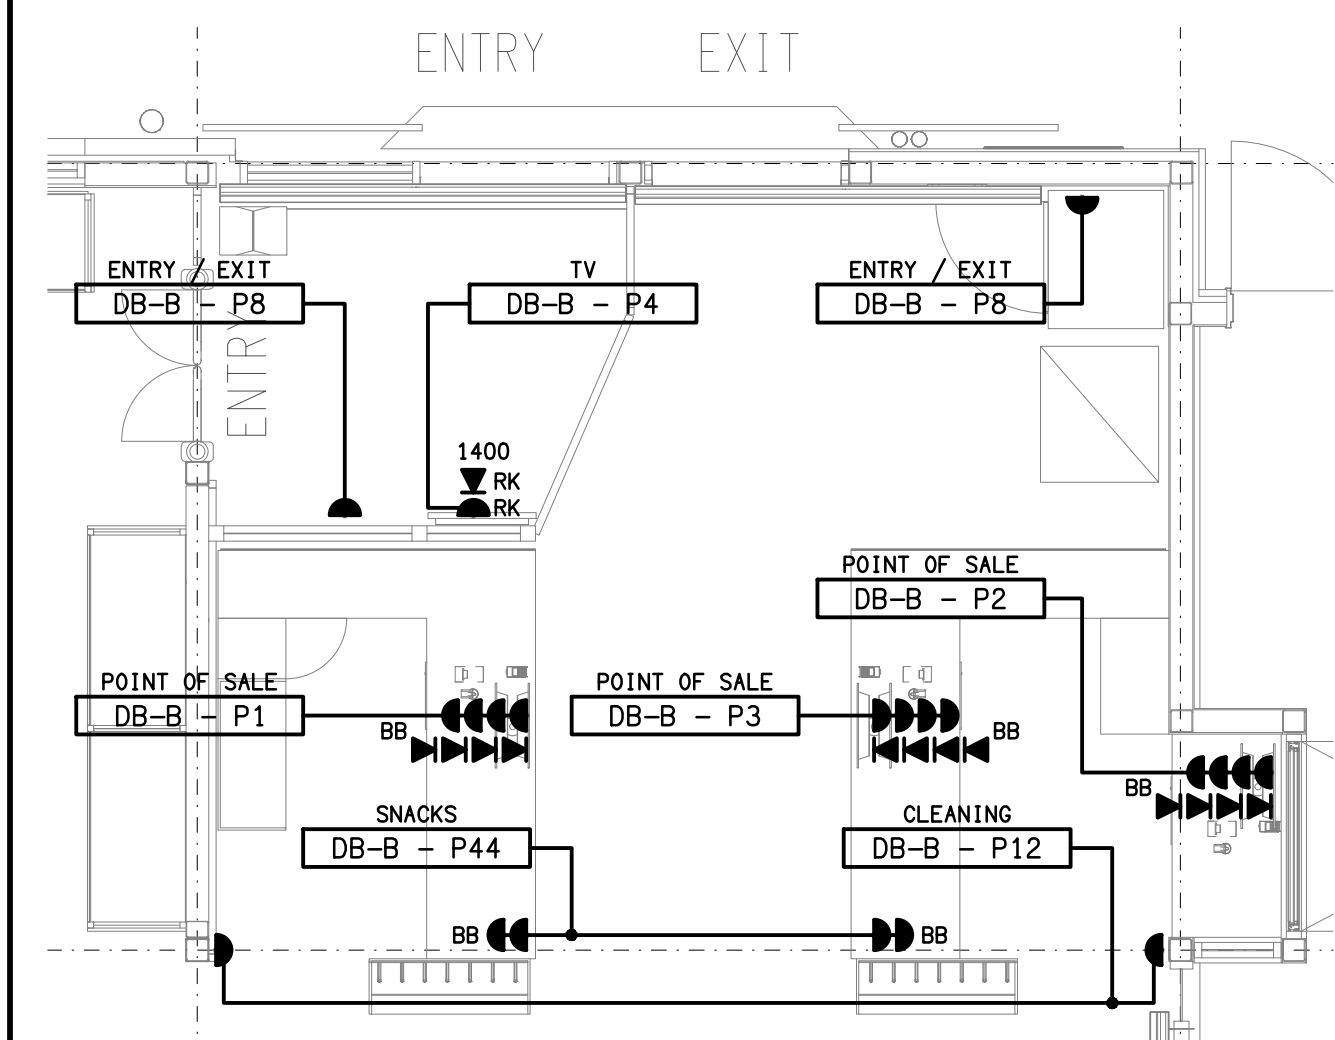 ENTRY EXIT
ENTRY / EXIT
DB-B - P8
TV
DB-B - P4
ENTRY / EXIT
DB-B - P8
ENTRY
1400
RK
RK
POINT OF SALE
DB-B - P2
POINT OF SALE
DB-B - P1
BB
POINT OF SALE
DB-B - P3
BB
BB
SNACKS
DB-B - P44
CLEANING
DB-B - P12
BB
BB